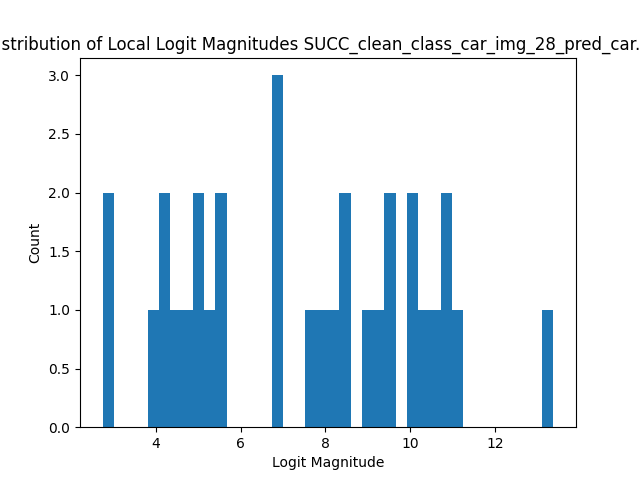 stribution of Local Logit Magnitudes SUCC_clean_class_car_img_28_pred_car.
3.0
2.5
2.0
1.5
1.0
0.5
0.0
Count
4 6 8 10 12
Logit Magnitude